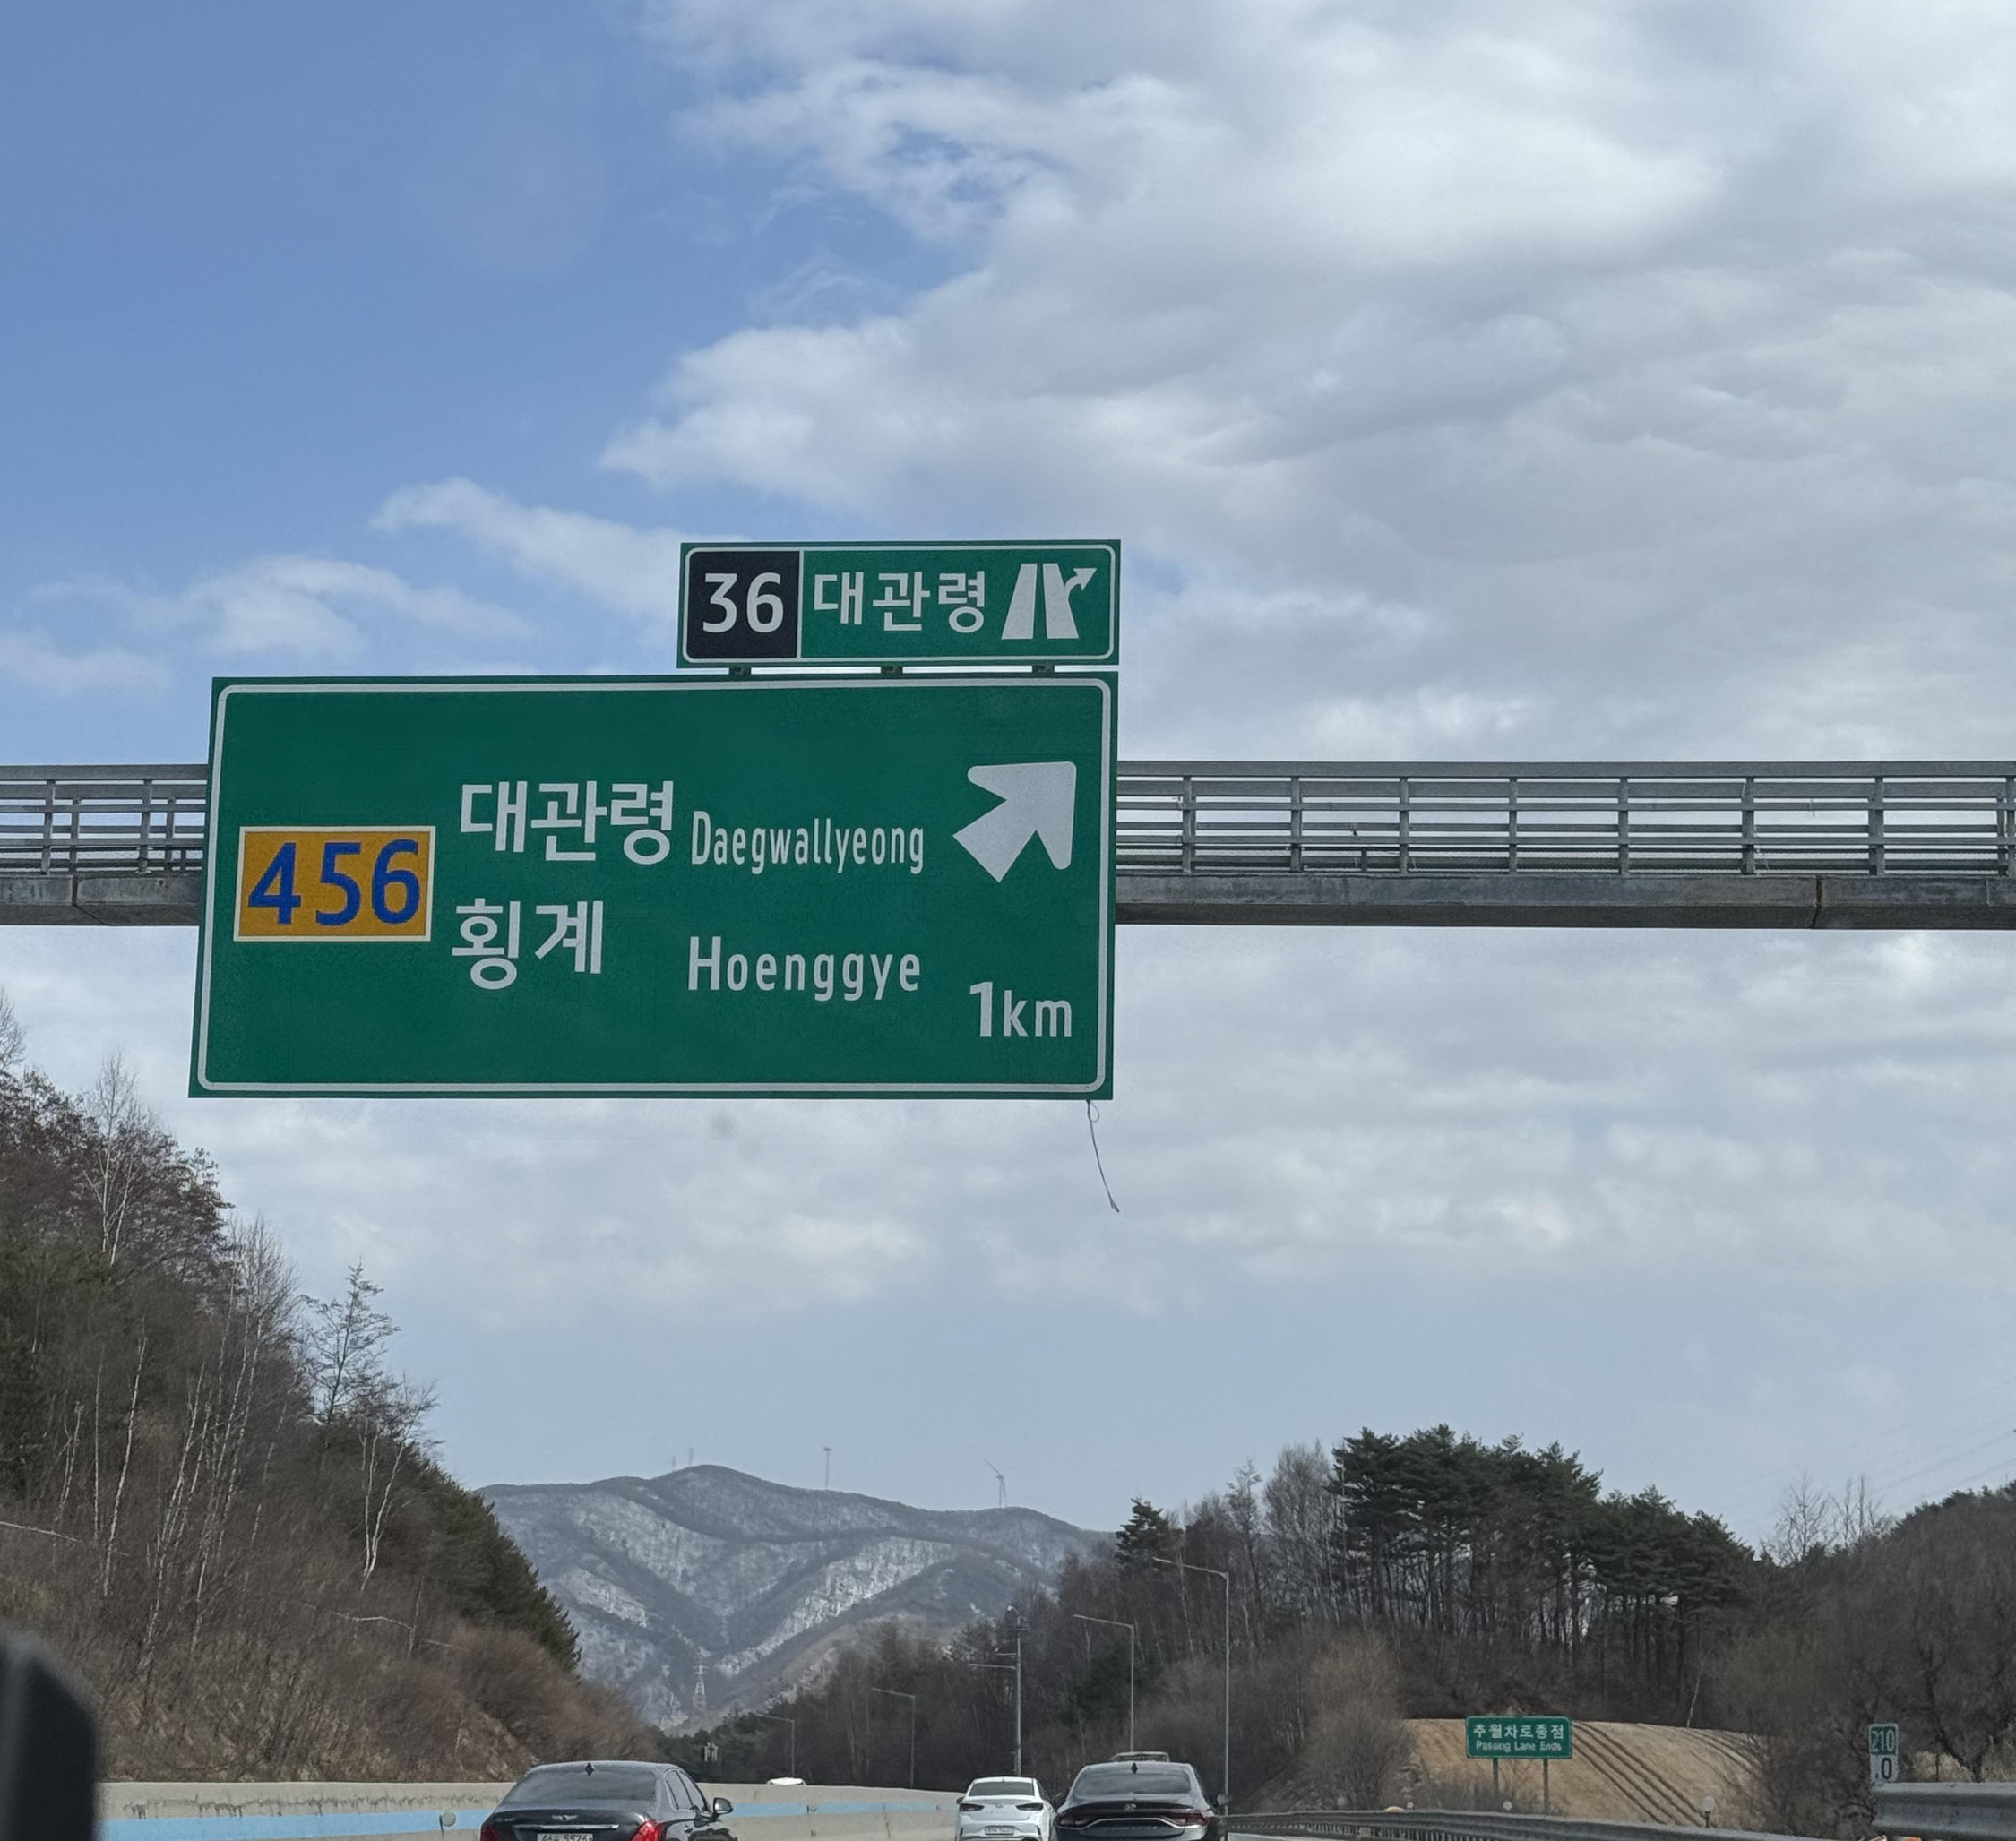 36 대관령
456
대관령 Daegwallyeong
횡계 Hoenggye
1km
추월차로종점
Passing Lane Ends
210
.0